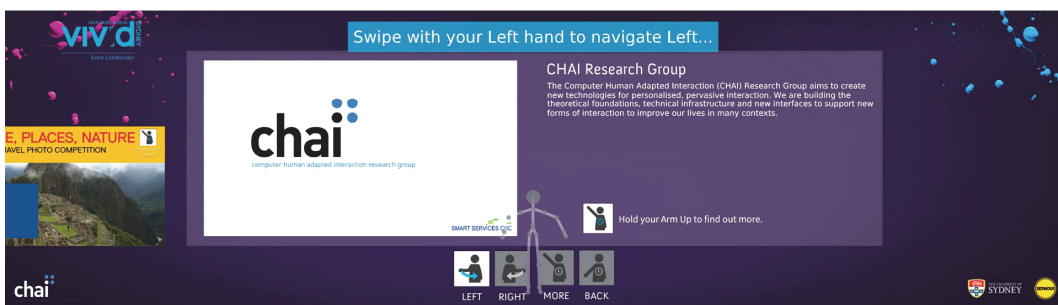 VIVID
SYDNEY
Event Collaborator
Swipe with your Left hand to navigate Left...
CHAI Research Group
The Computer Human Adapted Interaction (CHAI) Research Group aims to create
new technologies for personalised, pervasive interaction. We are building the
theoretical foundations, technical infrastructure and new interfaces to support new
forms of interaction to improve our lives in many contexts.
chai
computer human adapted interaction research group
E, PLACES, NATURE
AVEL PHOTO COMPETITION
SMART SERVICES CRC
Hold your Arm Up to find out more.
LEFT
RIGHT
MORE
BACK
chai
THE UNIVERSITY OF
SYDNEY